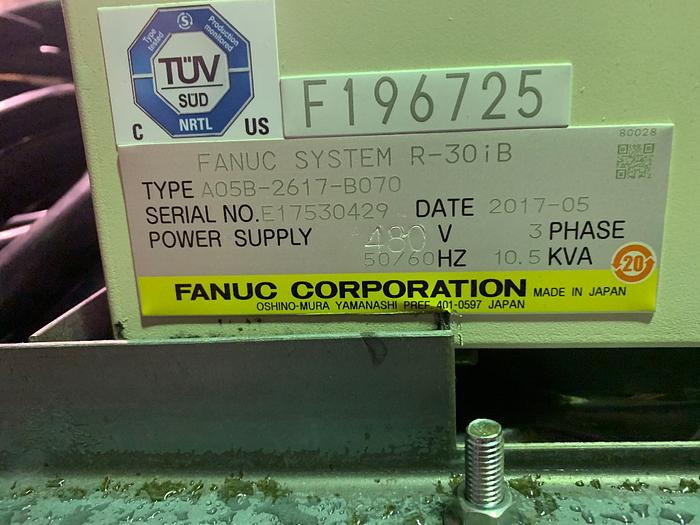 Type tested
S
Production monitored
TÜV
SÜD
NRTL
C US
F196725
80028
FANUC SYSTEM R-30iB
TYPE A05B-2617-B070
SERIAL NO. E17530429 DATE 2017-05
POWER SUPPLY 480 V 3 PHASE
50/60 HZ 10.5 KVA
20
FANUC CORPORATION MADE IN JAPAN
OSHINO-MURA YAMANASHI PREF. 401-0597 JAPAN